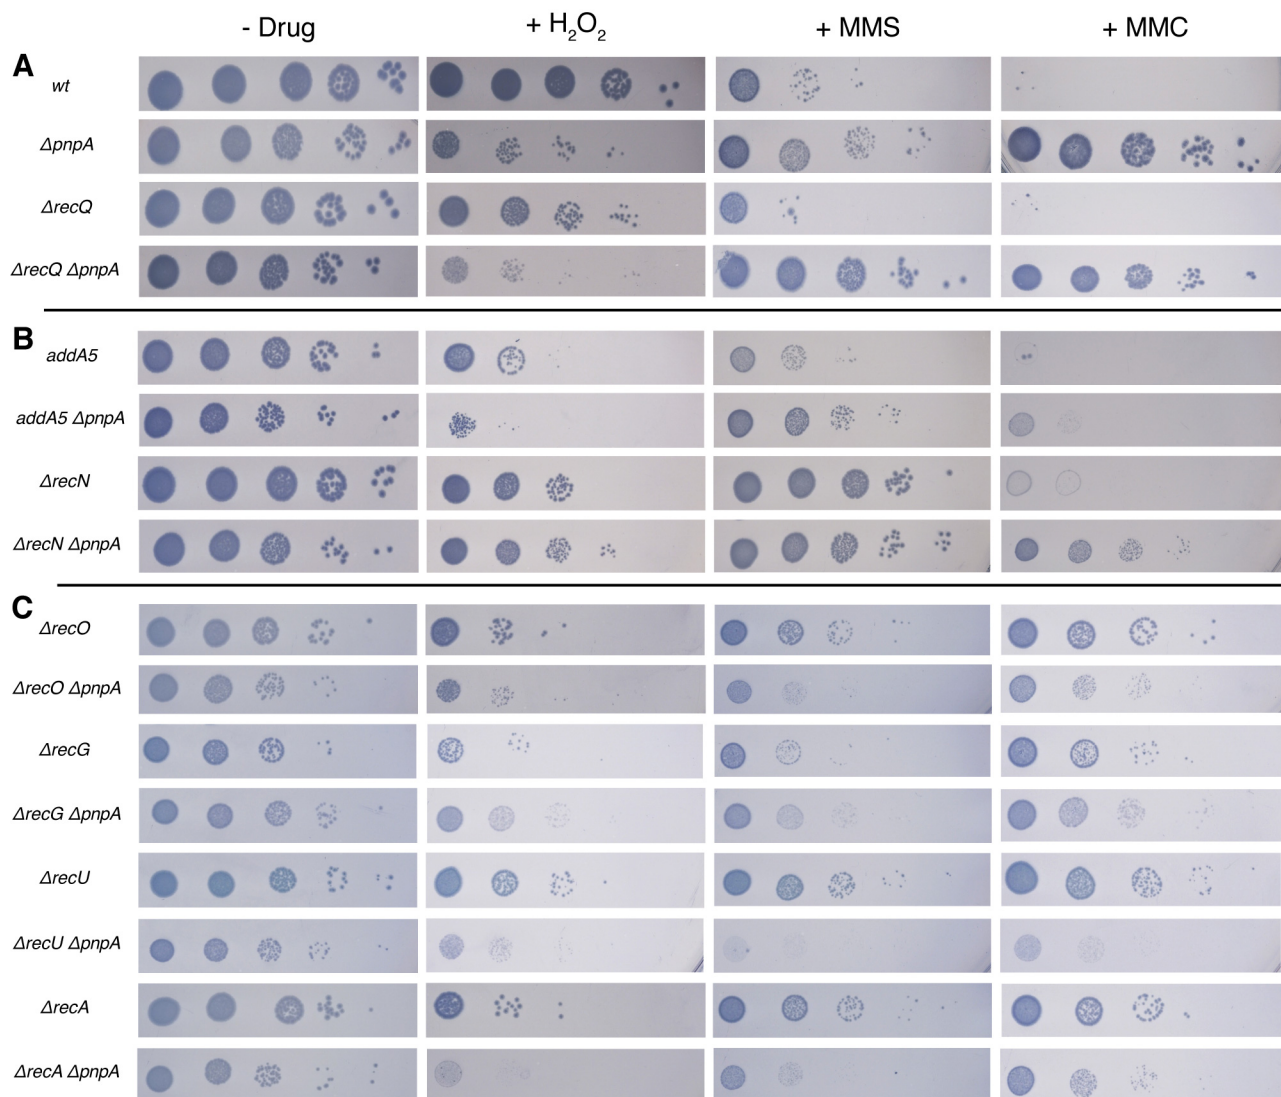 - Drug + H₂O₂ + MMS + MMC
A
wt
ΔpnpA
ΔrecQ
ΔrecQ ΔpnpA
B
addA5
addA5 ΔpnpA
ΔrecN
ΔrecN ΔpnpA
C
ΔrecO
ΔrecO ΔpnpA
ΔrecG
ΔrecG ΔpnpA
ΔrecU
ΔrecU ΔpnpA
ΔrecA
ΔrecA ΔpnpA